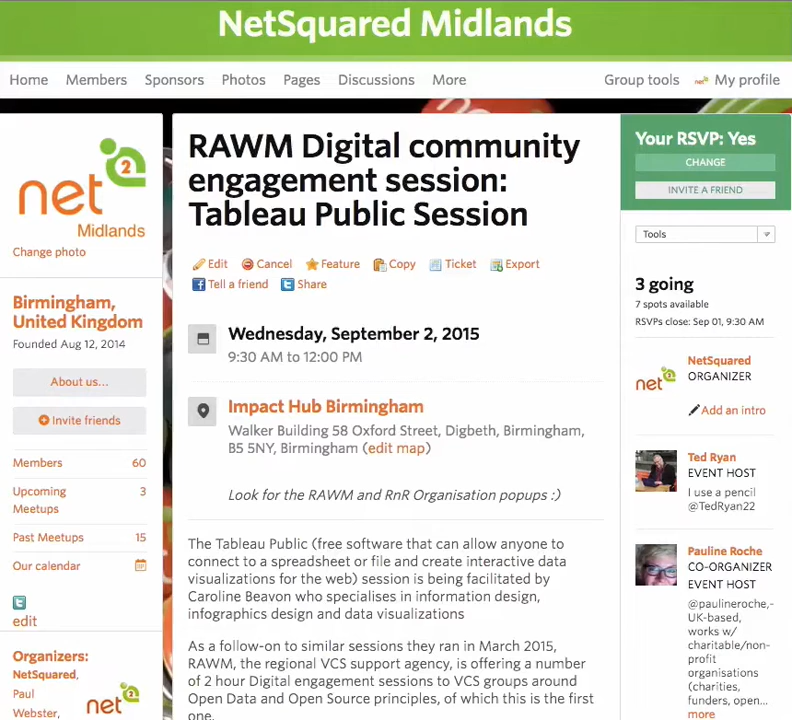 NetSquared Midlands
Home Members Sponsors Photos Pages Discussions More Group tools My profile
net2
Midlands
Change photo
Birmingham,
United Kingdom
Founded Aug 12, 2014
About us...
Invite friends
Members 60
Upcoming 3
Meetups
Past Meetups 15
Our calendar
edit
Organizers:
NetSquared,
Paul
Webster,
net2
RAWM Digital community
engagement session:
Tableau Public Session
Edit Cancel Feature Copy Ticket Export
Tell a friend Share
Wednesday, September 2, 2015
9:30 AM to 12:00 PM
Impact Hub Birmingham
Walker Building 58 Oxford Street, Digbeth, Birmingham,
B5 5NY, Birmingham (edit map)
Look for the RAWM and RnR Organisation popups :)
The Tableau Public (free software that can allow anyone to
connect to a spreadsheet or file and create interactive data
visualizations for the web) session is being facilitated by
Caroline Beavon who specialises in information design,
infographics design and data visualizations
As a follow-on to similar sessions they ran in March 2015,
RAWM, the regional VCS support agency, is offering a number
of 2 hour Digital engagement sessions to VCS groups around
Open Data and Open Source principles, of which this is the first
one.
Your RSVP: Yes
CHANGE
INVITE A FRIEND
Tools
3 going
7 spots available
RSVPs close: Sep 01, 9:30 AM
net2
NetSquared
ORGANIZER
Add an intro
Ted Ryan
EVENT HOST
I use a pencil
@TedRyan22
Pauline Roche
CO-ORGANIZER
EVENT HOST
@paulineroche,-
UK-based,
works w/
charitable/non-
profit
organisations
(charities,
funders, open...
more